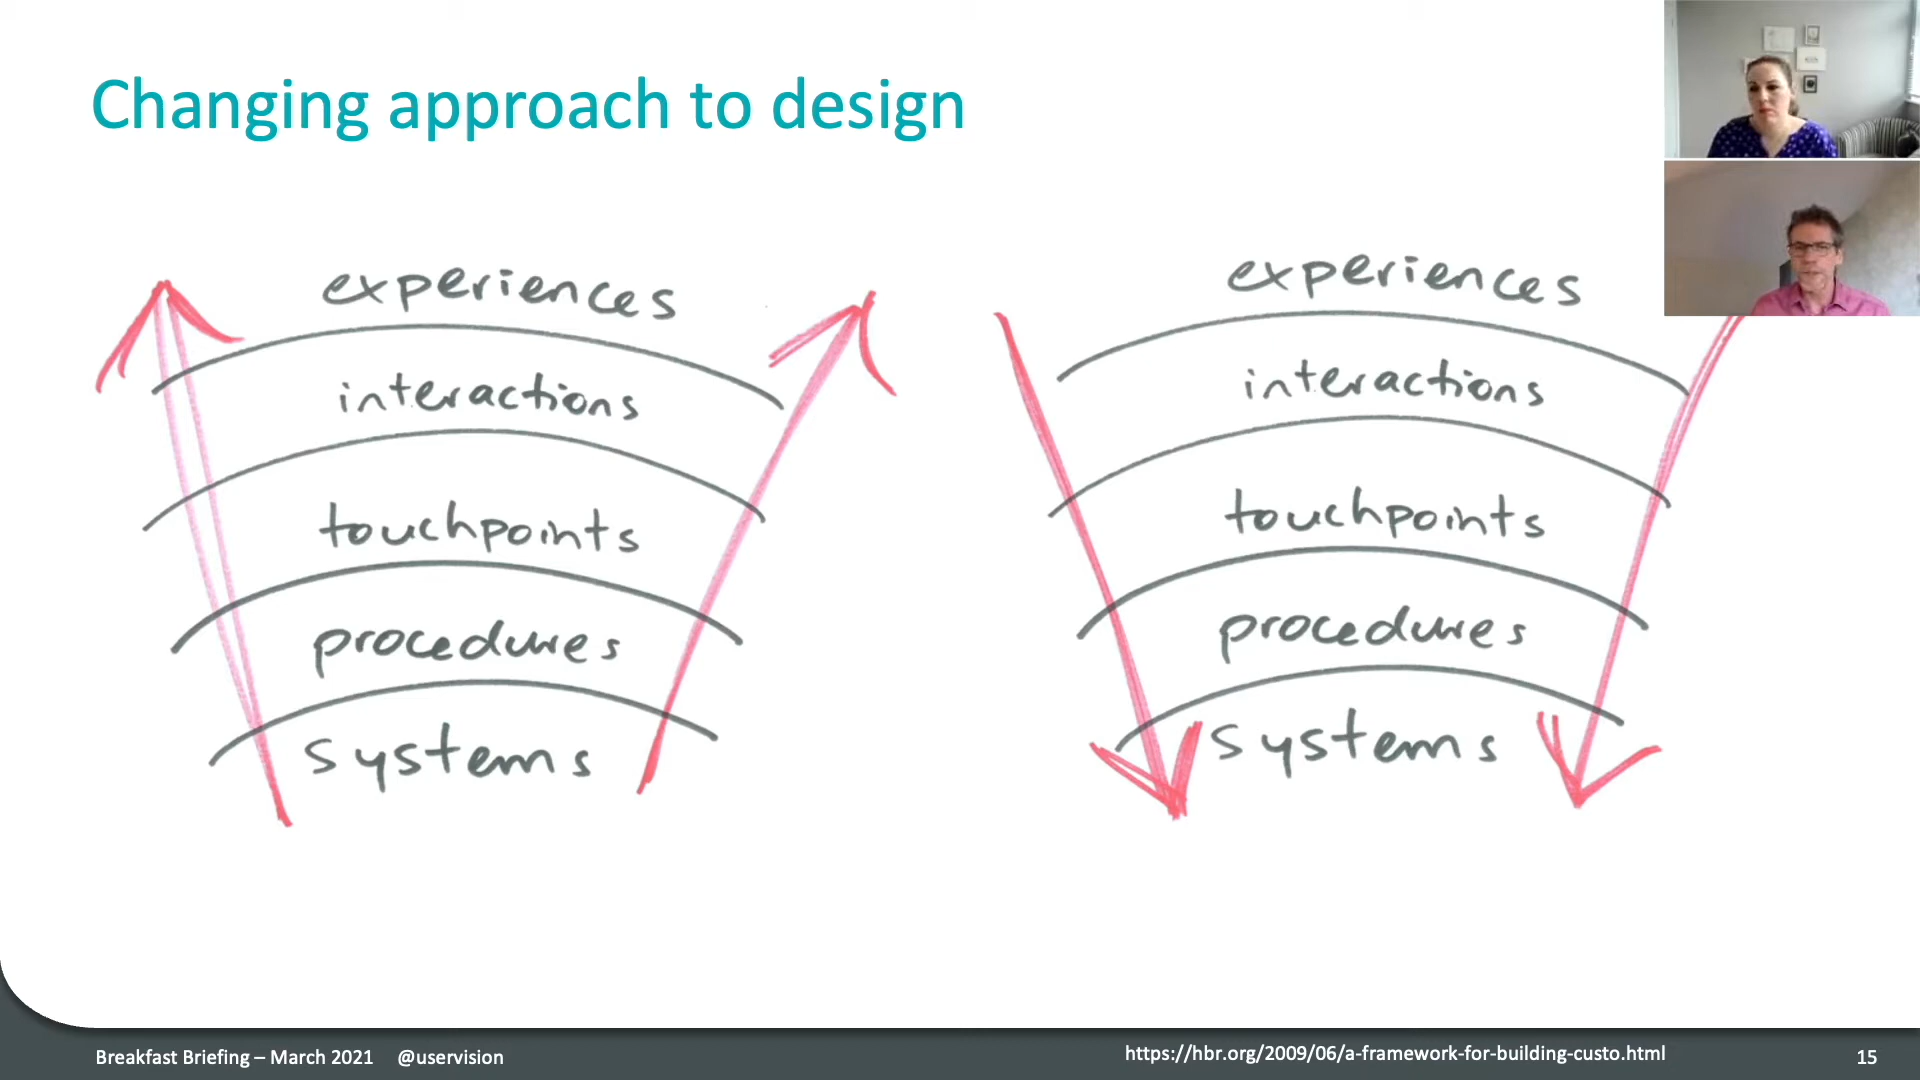 Changing approach to design
experiences
interactions
touchpoints
procedures
systems
experiences
interactions
touchpoints
procedures
systems
Breakfast Briefing – March 2021 @uservision
https://hbr.org/2009/06/a-framework-for-building-custo.html
15